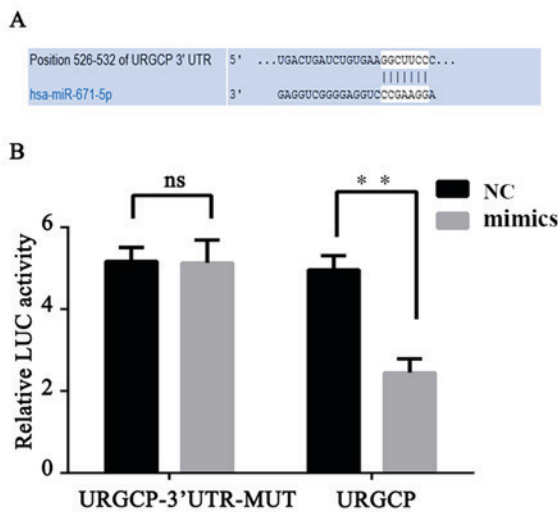 A
Position 526-532 of URGCP 3' UTR 5' ...UGACUGAUCUGUGAAGGCUUCCC...
hsa-miR-671-5p 3' GAGGUCGGGGAGGUCCCGAAGGA
B
ns
* *
NC
mimics
Relative LUC activity
6
4
2
0
URGCP-3’UTR-MUT URGCP